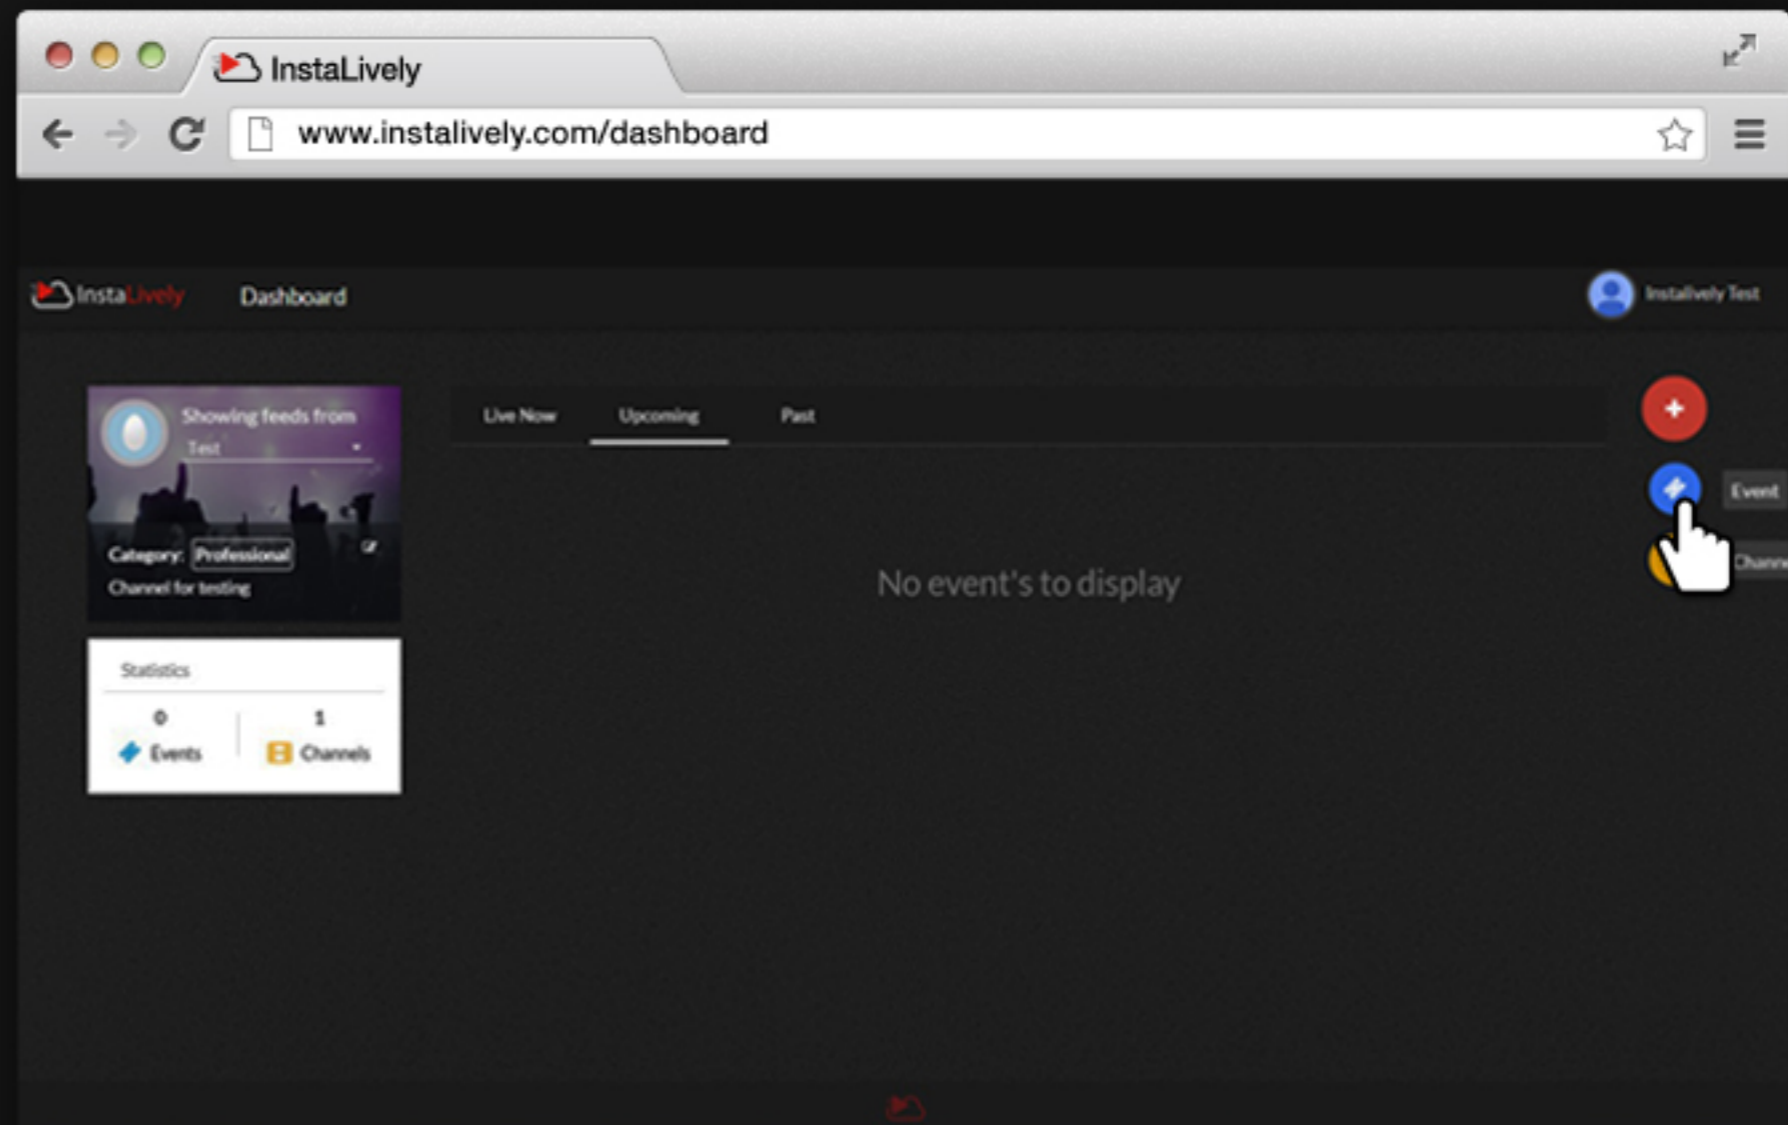 InstaLively
www.instalively.com/dashboard
InstaLively
Dashboard
Instalively Test
Showing feeds from
Test
Category: Professional
Channel for testing
Live Now
Upcoming
Past
Event
Chann
No event's to display
Statistics
0
1
Events
Channels